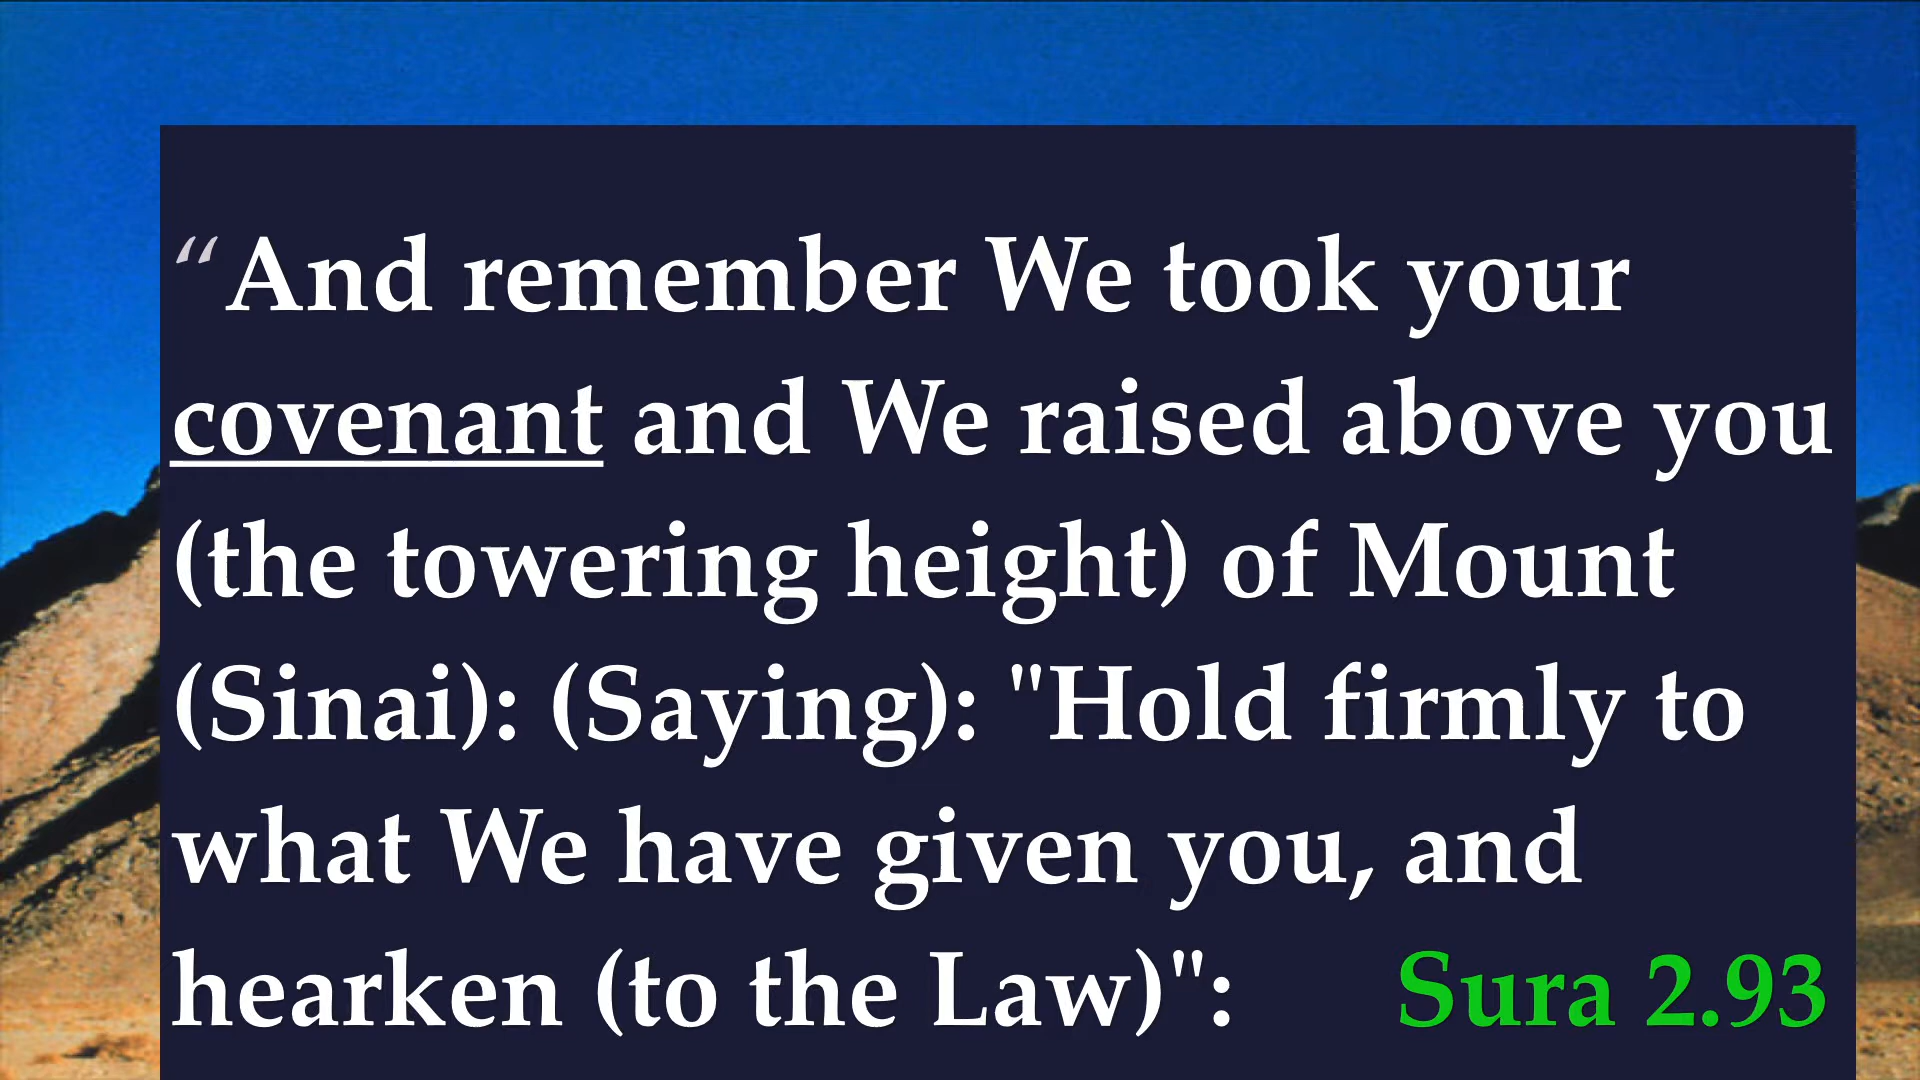 “And remember We took your
covenant and We raised above you
(the towering height) of Mount
(Sinai): (Saying): "Hold firmly to
what We have given you, and
hearken (to the Law)": Sura 2.93